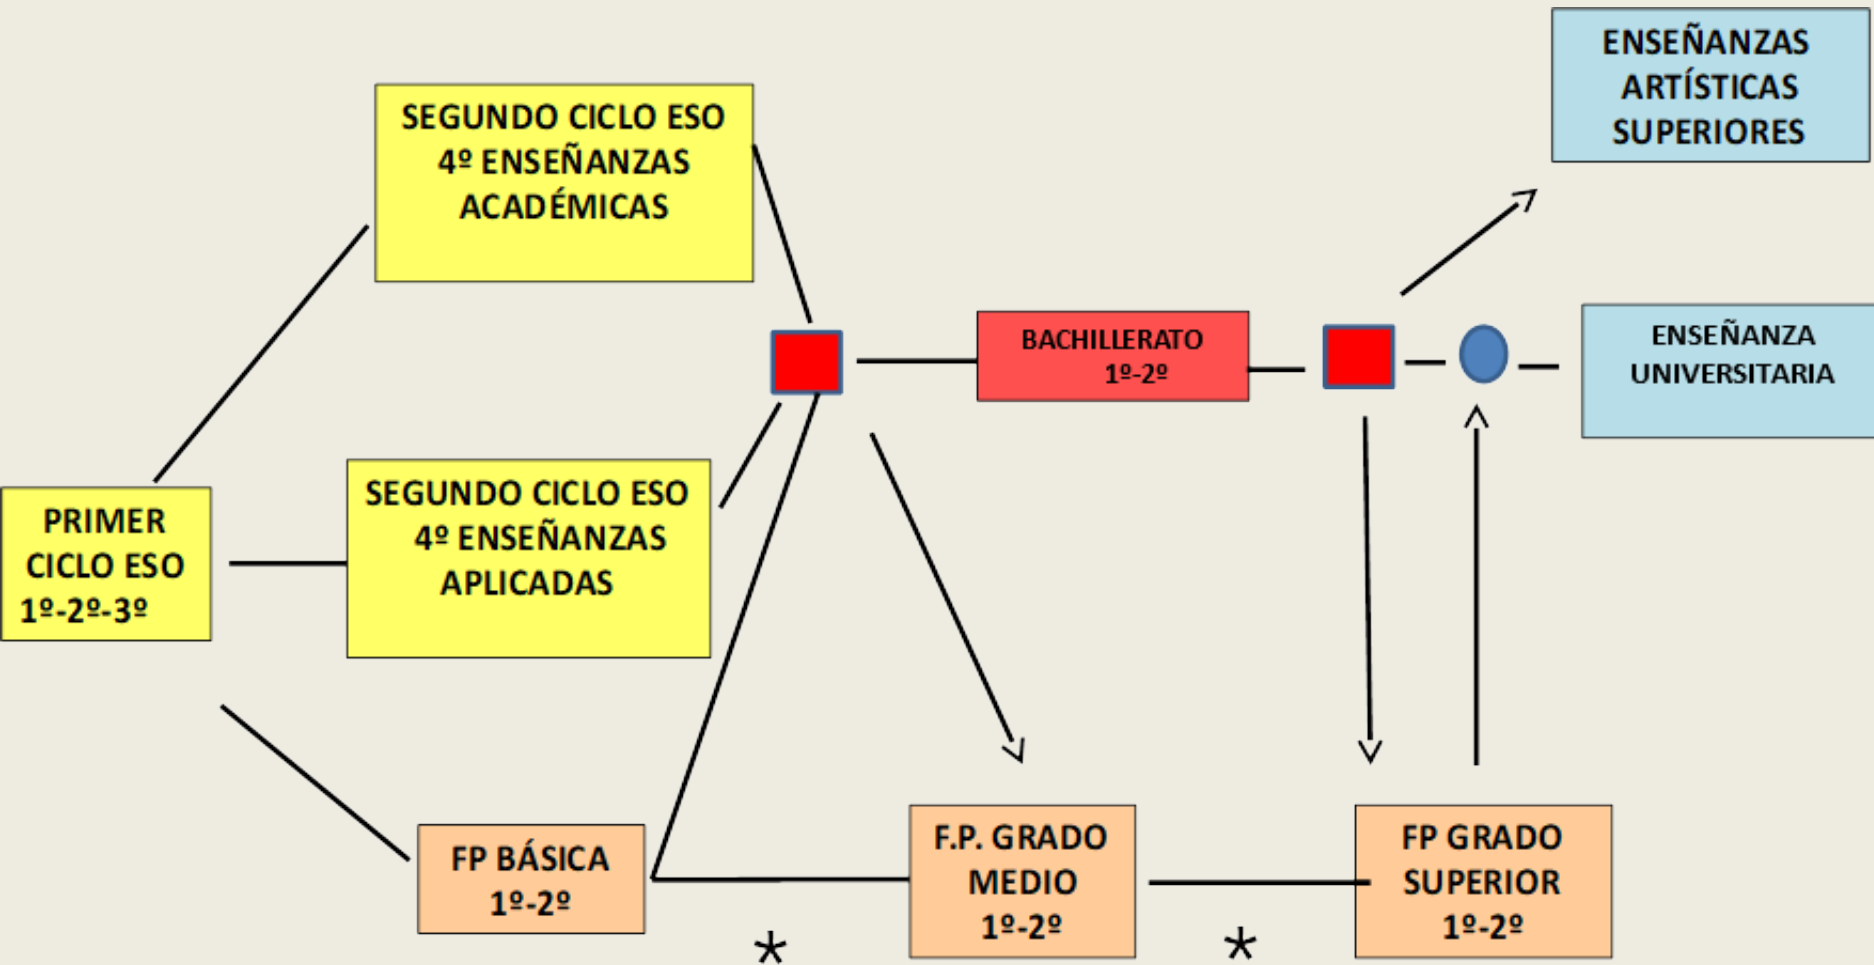 ENSEÑANZAS
ARTÍSTICAS
SUPERIORES
SEGUNDO CICLO ESO
4º ENSEÑANZAS
ACADÉMICAS
BACHILLERATO
1º-2º
ENSEÑANZA
UNIVERSITARIA
PRIMER
CICLO ESO
1º-2º-3º
SEGUNDO CICLO ESO
4º ENSEÑANZAS
APLICADAS
FP BÁSICA
1º-2º
*
F.P. GRADO
MEDIO
1º-2º
*
FP GRADO
SUPERIOR
1º-2º